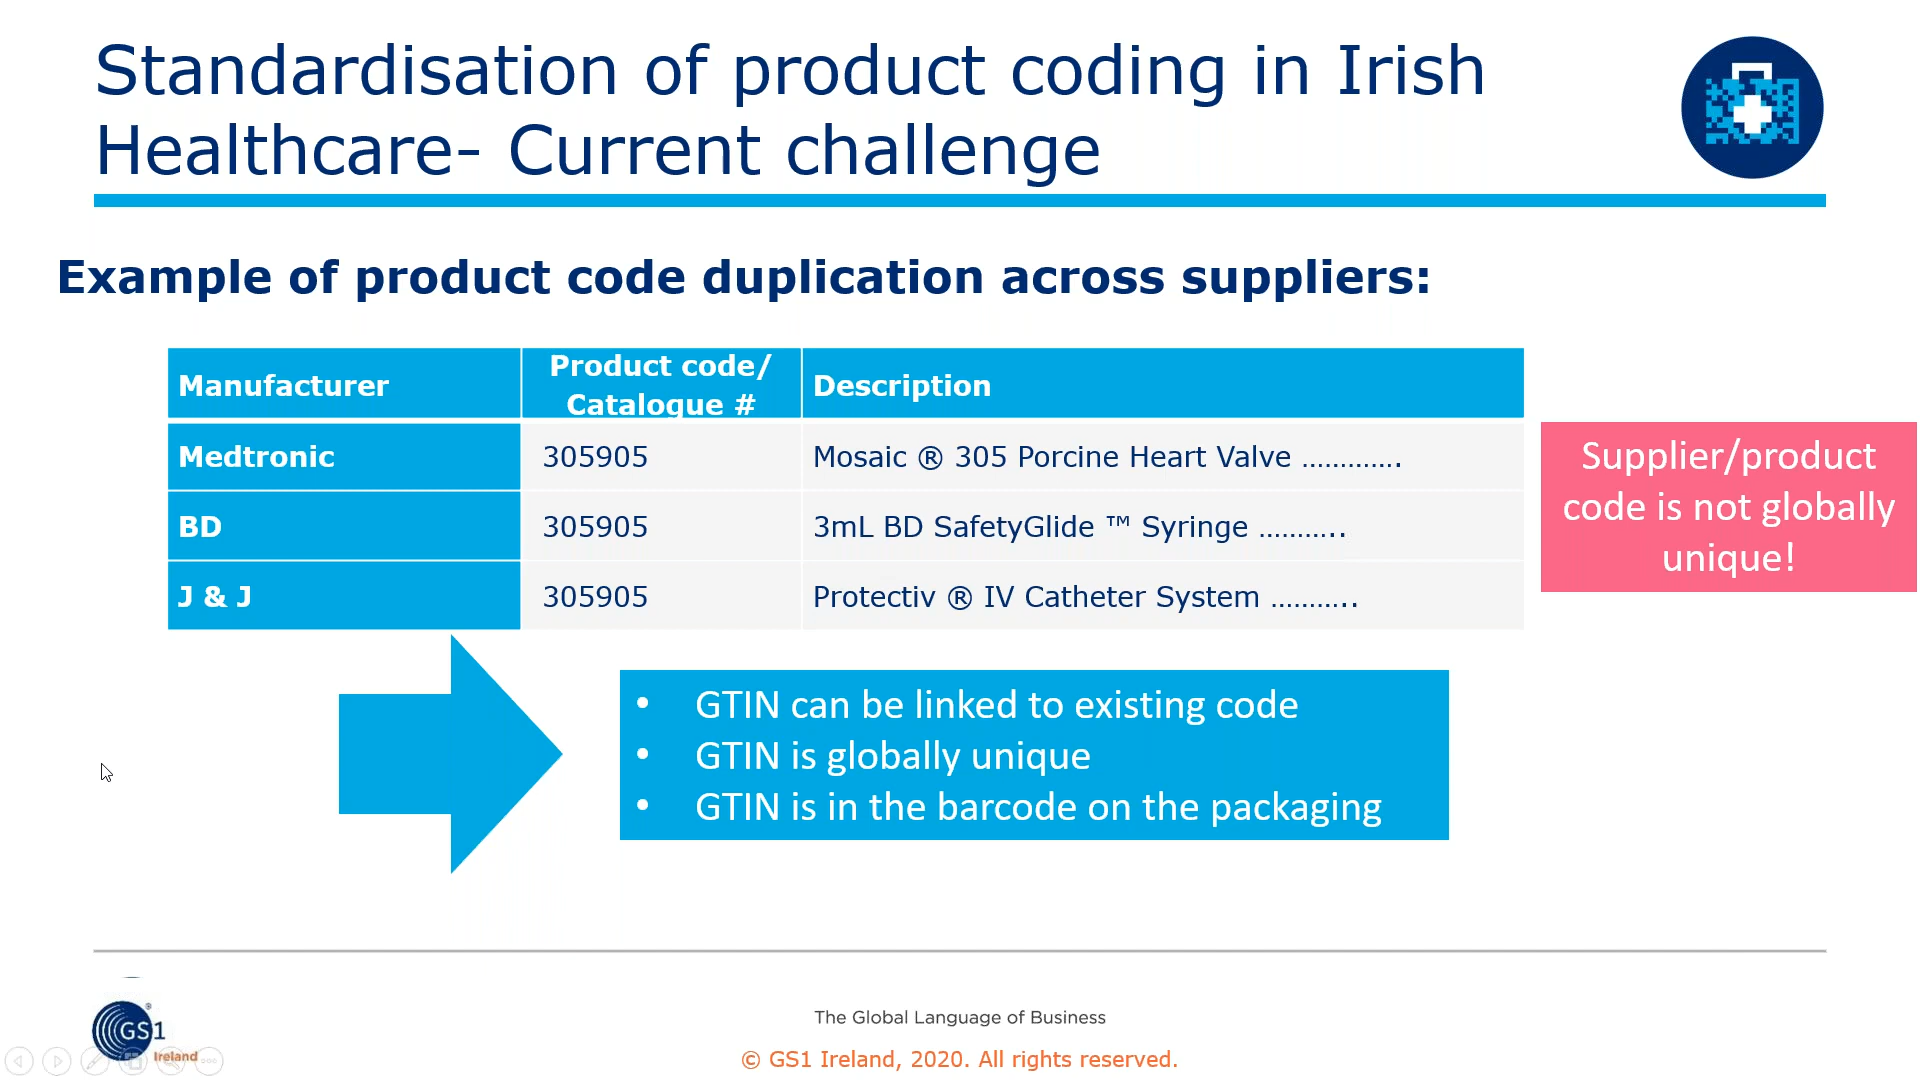 Standardisation of product coding in Irish
Healthcare- Current challenge
Example of product code duplication across suppliers:
Manufacturer
Product code/
Catalogue #
Description
Medtronic
305905
Mosaic ® 305 Porcine Heart Valve ………….
BD
305905
3mL BD SafetyGlide ™ Syringe ………..
J & J
305905
Protectiv ® IV Catheter System ………..
Supplier/product
code is not globally
unique!
• GTIN can be linked to existing code
• GTIN is globally unique
• GTIN is in the barcode on the packaging
GS1
®
Ireland
The Global Language of Business
© GS1 Ireland, 2020. All rights reserved.